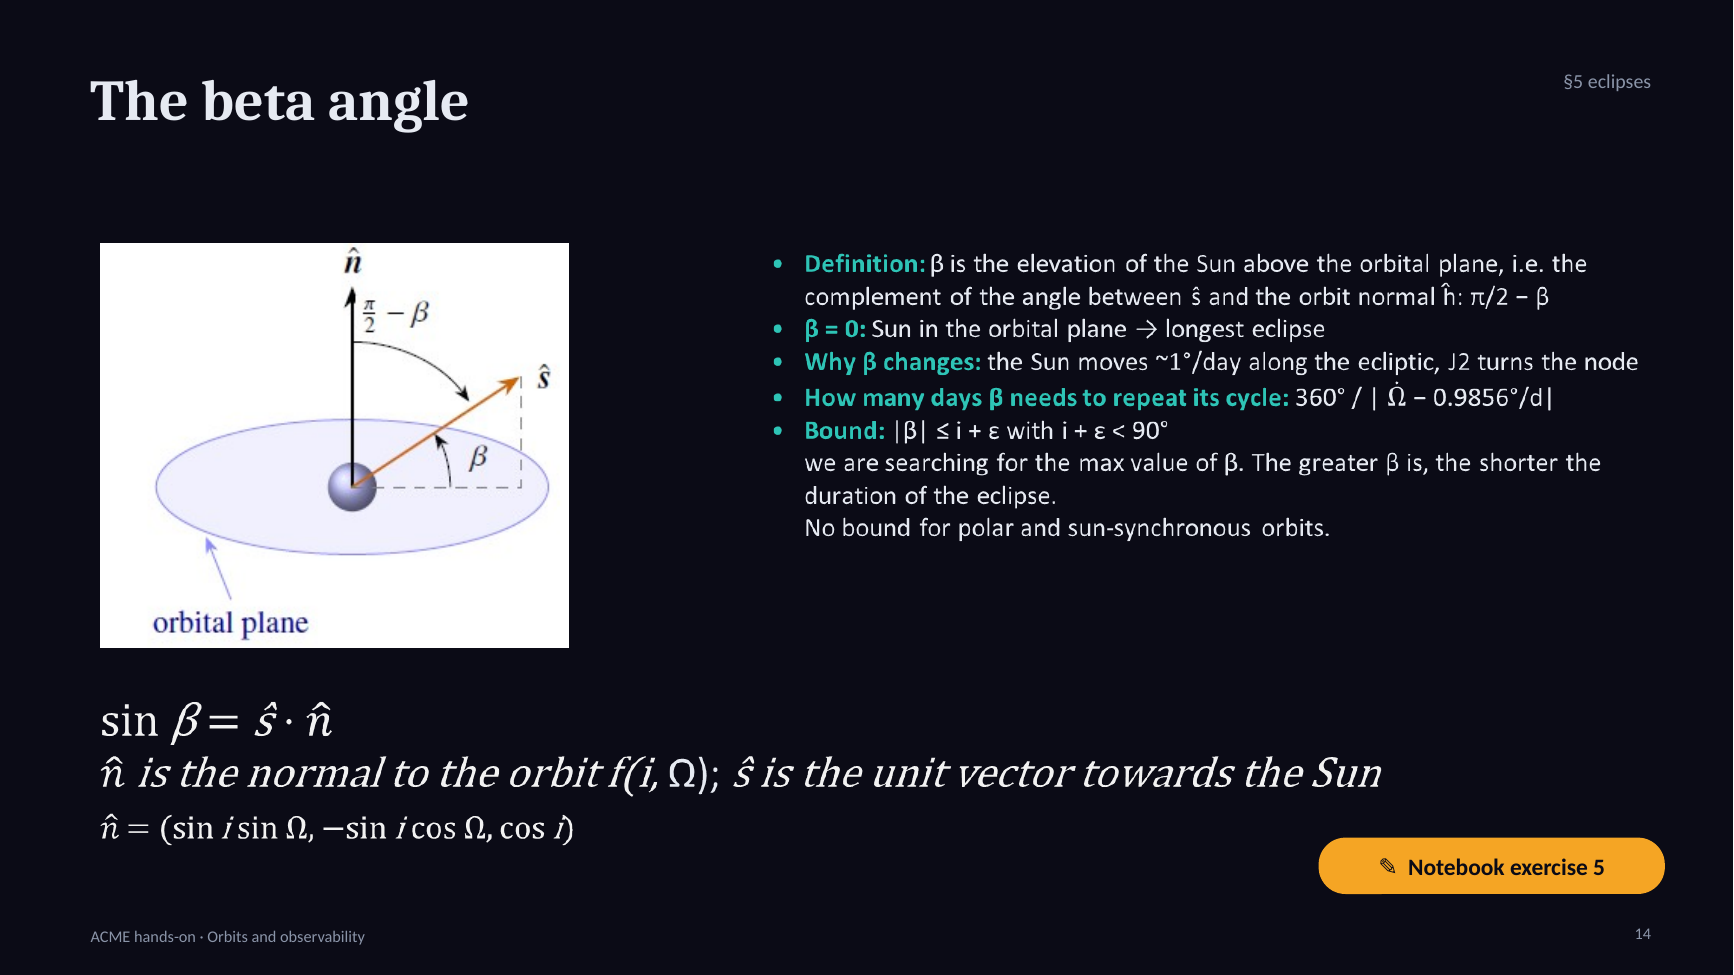 The beta angle
§5 eclipses
n̂
π/2 − β
ŝ
β
orbital plane
• Definition: β is the elevation of the Sun above the orbital plane, i.e. the
complement of the angle between ŝ and the orbit normal ĥ: π/2 − β
• β = 0: Sun in the orbital plane → longest eclipse
• Why β changes: the Sun moves ~1°/day along the ecliptic, J2 turns the node
• How many days β needs to repeat its cycle: 360° / | Ω̇ − 0.9856°/d|
• Bound: |β| ≤ i + ε with i + ε < 90°
we are searching for the max value of β. The greater β is, the shorter the
duration of the eclipse.
No bound for polar and sun-synchronous orbits.
sin β = ŝ · n̂
n̂ is the normal to the orbit f(i, Ω); ŝ is the unit vector towards the Sun
n̂ = (sin i sin Ω, −sin i cos Ω, cos i)
✎ Notebook exercise 5
ACME hands-on · Orbits and observability
14